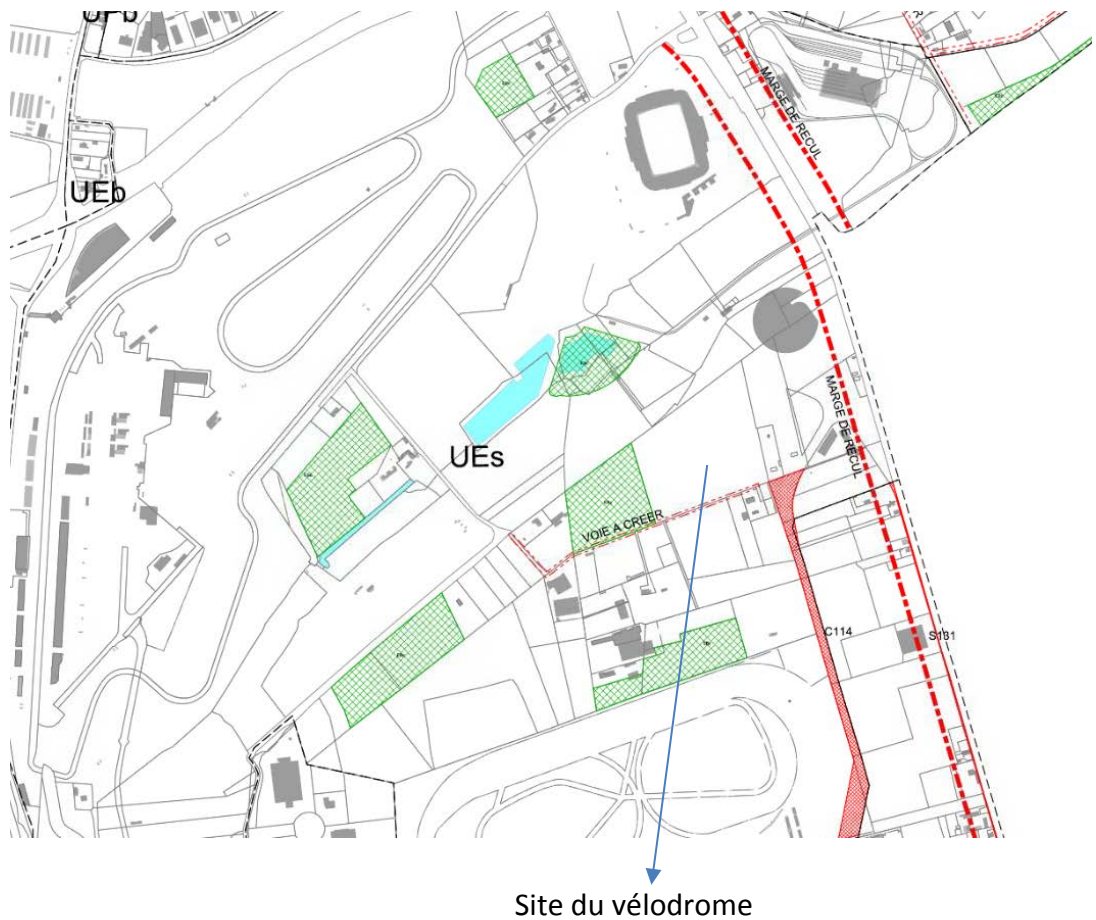 UPb
MARGE DE RECUL
UEb
MARGE DE RECUL
UEs
VOIE A CREER
C114
S131
Site du vélodrome